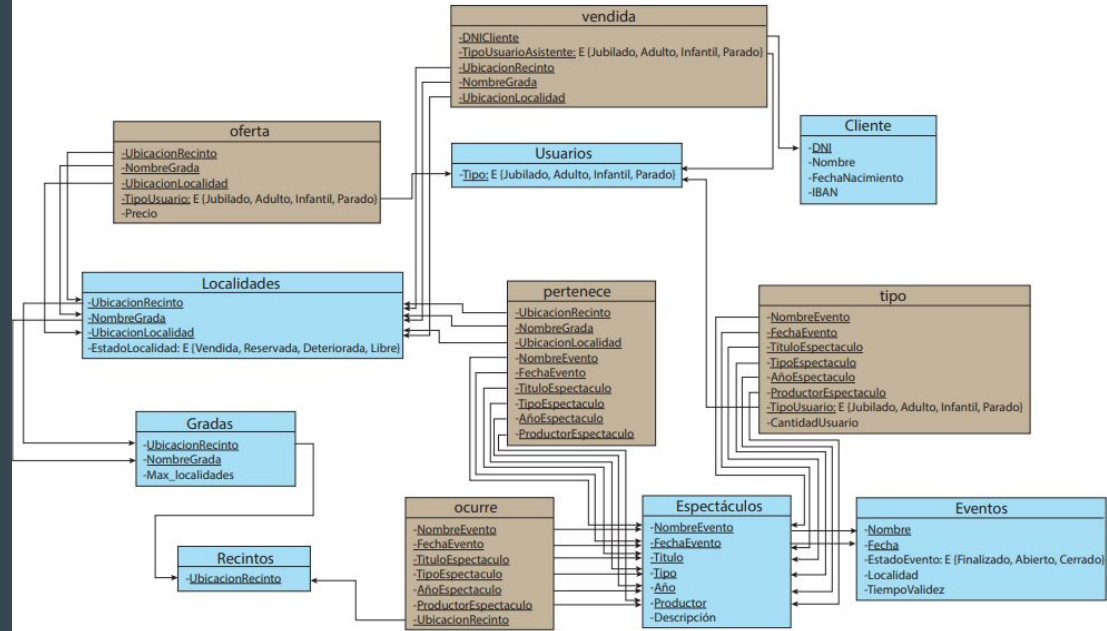 vendida
-DNICliente
-TipoUsuarioAsistente: E {Jubilado, Adulto, Infantil, Parado}
-UbicacionRecinto
-NombreGrada
-UbicacionLocalidad
oferta
-UbicacionRecinto
-NombreGrada
-UbicacionLocalidad
-TipoUsuario: E {Jubilado, Adulto, Infantil, Parado}
-Precio
Usuarios
-Tipo: E {Jubilado, Adulto, Infantil, Parado}
Cliente
-DNI
-Nombre
-FechaNacimiento
-IBAN
Localidades
-UbicacionRecinto
-NombreGrada
-UbicacionLocalidad
-EstadoLocalidad: E {Vendida, Reservada, Deteriorada, Libre}
pertenece
-UbicacionRecinto
-NombreGrada
-UbicacionLocalidad
-NombreEvento
-FechaEvento
-TituloEspectaculo
-TipoEspectaculo
-AñoEspectaculo
-ProductorEspectaculo
tipo
-NombreEvento
-FechaEvento
-TituloEspectaculo
-TipoEspectaculo
-AñoEspectaculo
-ProductorEspectaculo
-TipoUsuario: E {Jubilado, Adulto, Infantil, Parado}
-CantidadUsuario
Gradas
-UbicacionRecinto
-NombreGrada
-Max_localidades
Recintos
-UbicacionRecinto
ocurre
-NombreEvento
-FechaEvento
-TituloEspectaculo
-TipoEspectaculo
-AñoEspectaculo
-ProductorEspectaculo
-UbicacionRecinto
Espectáculos
-NombreEvento
-FechaEvento
-Titulo
-Tipo
-Año
-Productor
-Descripción
Eventos
-Nombre
-Fecha
-EstadoEvento: E {Finalizado, Abierto, Cerrado}
-Localidad
-TiempoValidez